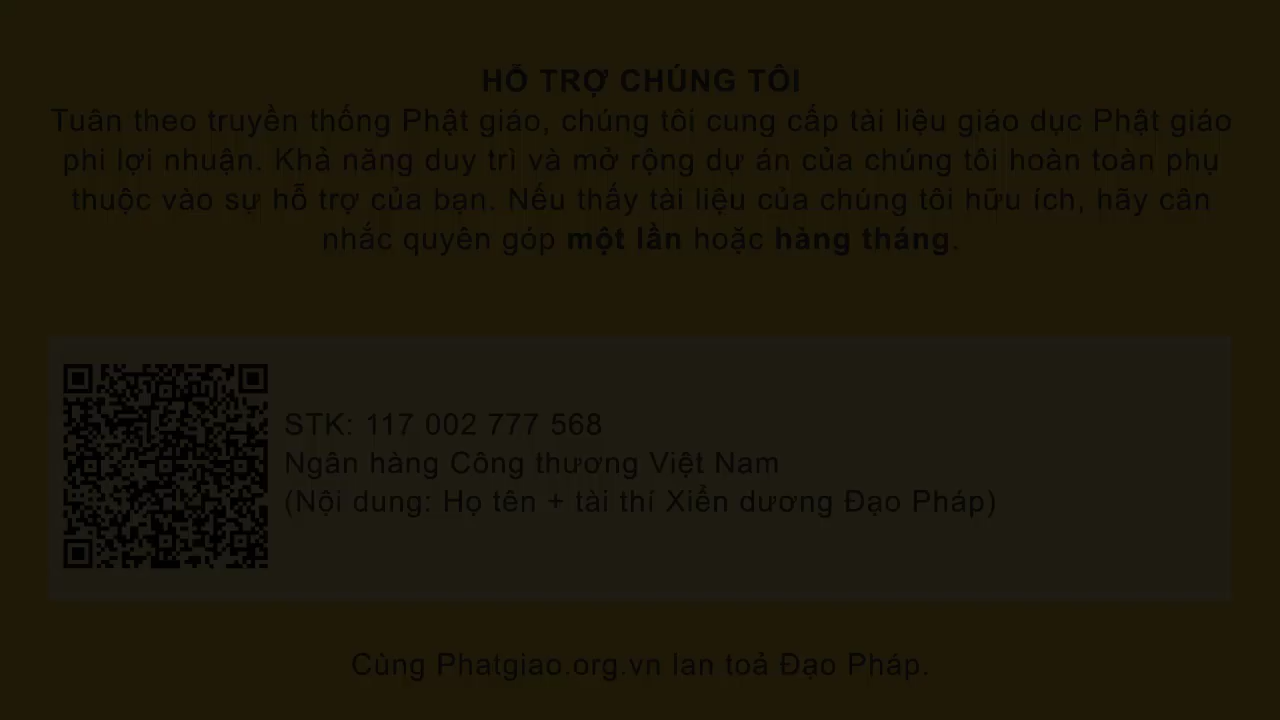 HỖ TRỢ CHÚNG TÔI
Tuân theo truyền thống Phật giáo, chúng tôi cung cấp tài liệu giáo dục Phật giáo
phi lợi nhuận. Khả năng duy trì và mở rộng dự án của chúng tôi hoàn toàn phụ
thuộc vào sự hỗ trợ của bạn. Nếu thấy tài liệu của chúng tôi hữu ích, hãy cân
nhắc quyên góp một lần hoặc hàng tháng.
STK: 117 002 777 568
Ngân hàng Công thương Việt Nam
(Nội dung: Họ tên + tài thí Xiển dương Đạo Pháp)
Cùng Phatgiao.org.vn lan toả Đạo Pháp.